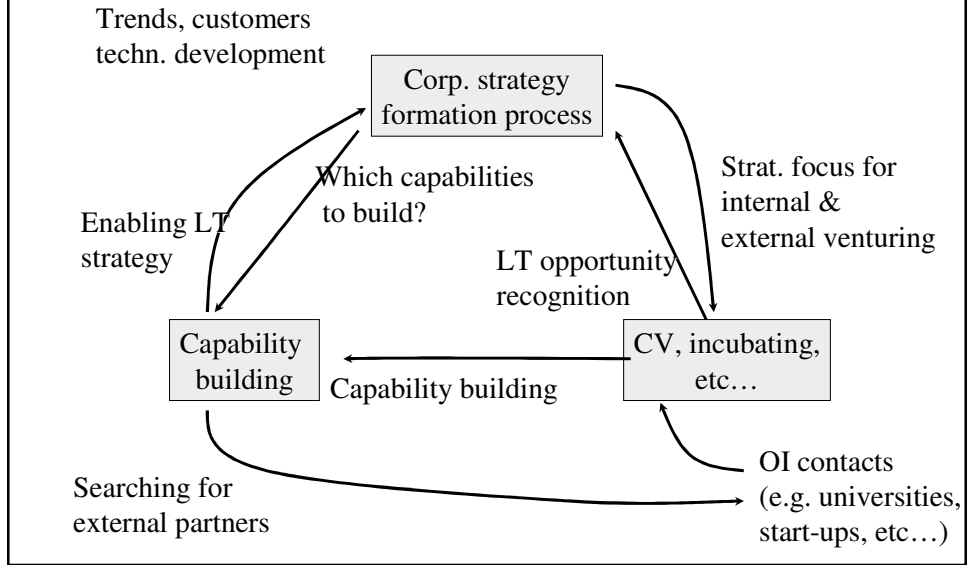 Trends, customers
techn. development
Corp. strategy
formation process
Which capabilities
to build?
Strat. focus for
internal &
external venturing
Enabling LT
strategy
LT opportunity
recognition
Capability
building
CV, incubating,
etc…
Capability building
OI contacts
(e.g. universities,
start-ups, etc…)
Searching for
external partners